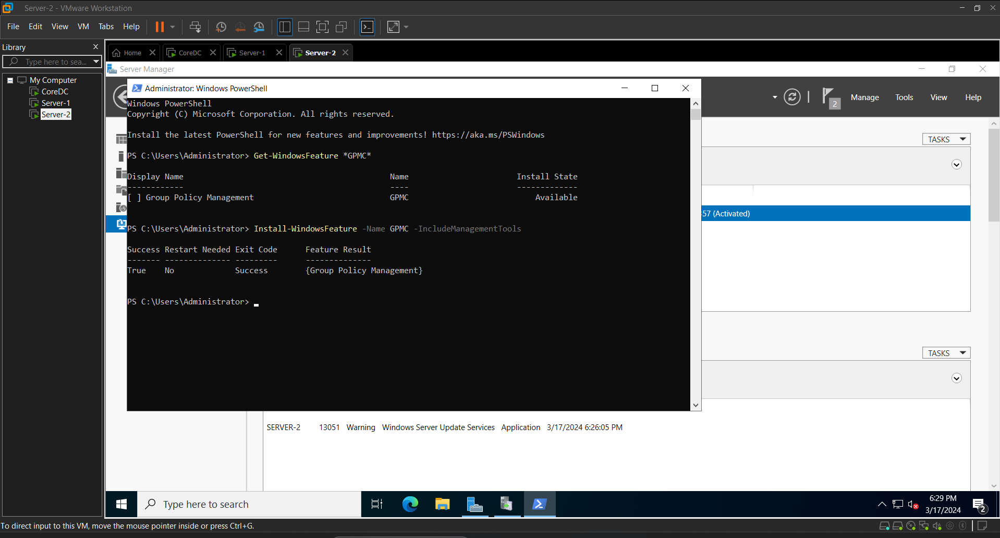 Server-2 - VMware Workstation
File Edit View VM Tabs Help
Library
Type here to sea...
My Computer
CoreDC
Server-1
Server-2
Home CoreDC Server-1 Server-2
Server Manager
Administrator: Windows PowerShell
2 Manage Tools View Help
Windows PowerShell
Copyright (C) Microsoft Corporation. All rights reserved.
Install the latest PowerShell for new features and improvements! https://aka.ms/PSWindows
TASKS
PS C:\Users\Administrator> Get-WindowsFeature *GPMC*
Display Name Name Install State
------------ ---- -------------
[ ] Group Policy Management GPMC Available
57 (Activated)
PS C:\Users\Administrator> Install-WindowsFeature -Name GPMC -IncludeManagementTools
Success Restart Needed Exit Code Feature Result
------- -------------- --------- --------------
True No Success {Group Policy Management}
PS C:\Users\Administrator>
TASKS
SERVER-2 13051 Warning Windows Server Update Services Application 3/17/2024 6:26:05 PM
Type here to search
6:29 PM
3/17/2024
2
To direct input to this VM, move the mouse pointer inside or press Ctrl+G.